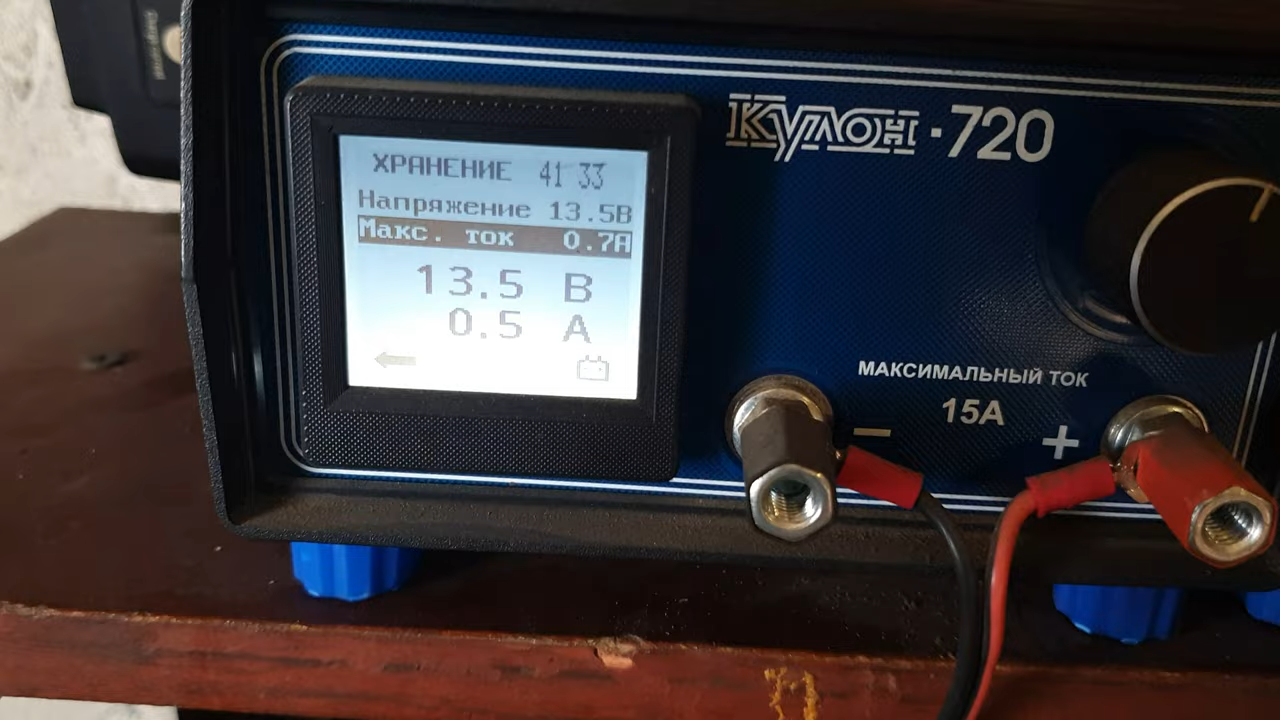 Кулон-720
ХРАНЕНИЕ 41 33
Напряжение 13.5В
Макс. ток 0.7А
13.5 В
0.5 А
МАКСИМАЛЬНЫЙ ТОК
15А
− +